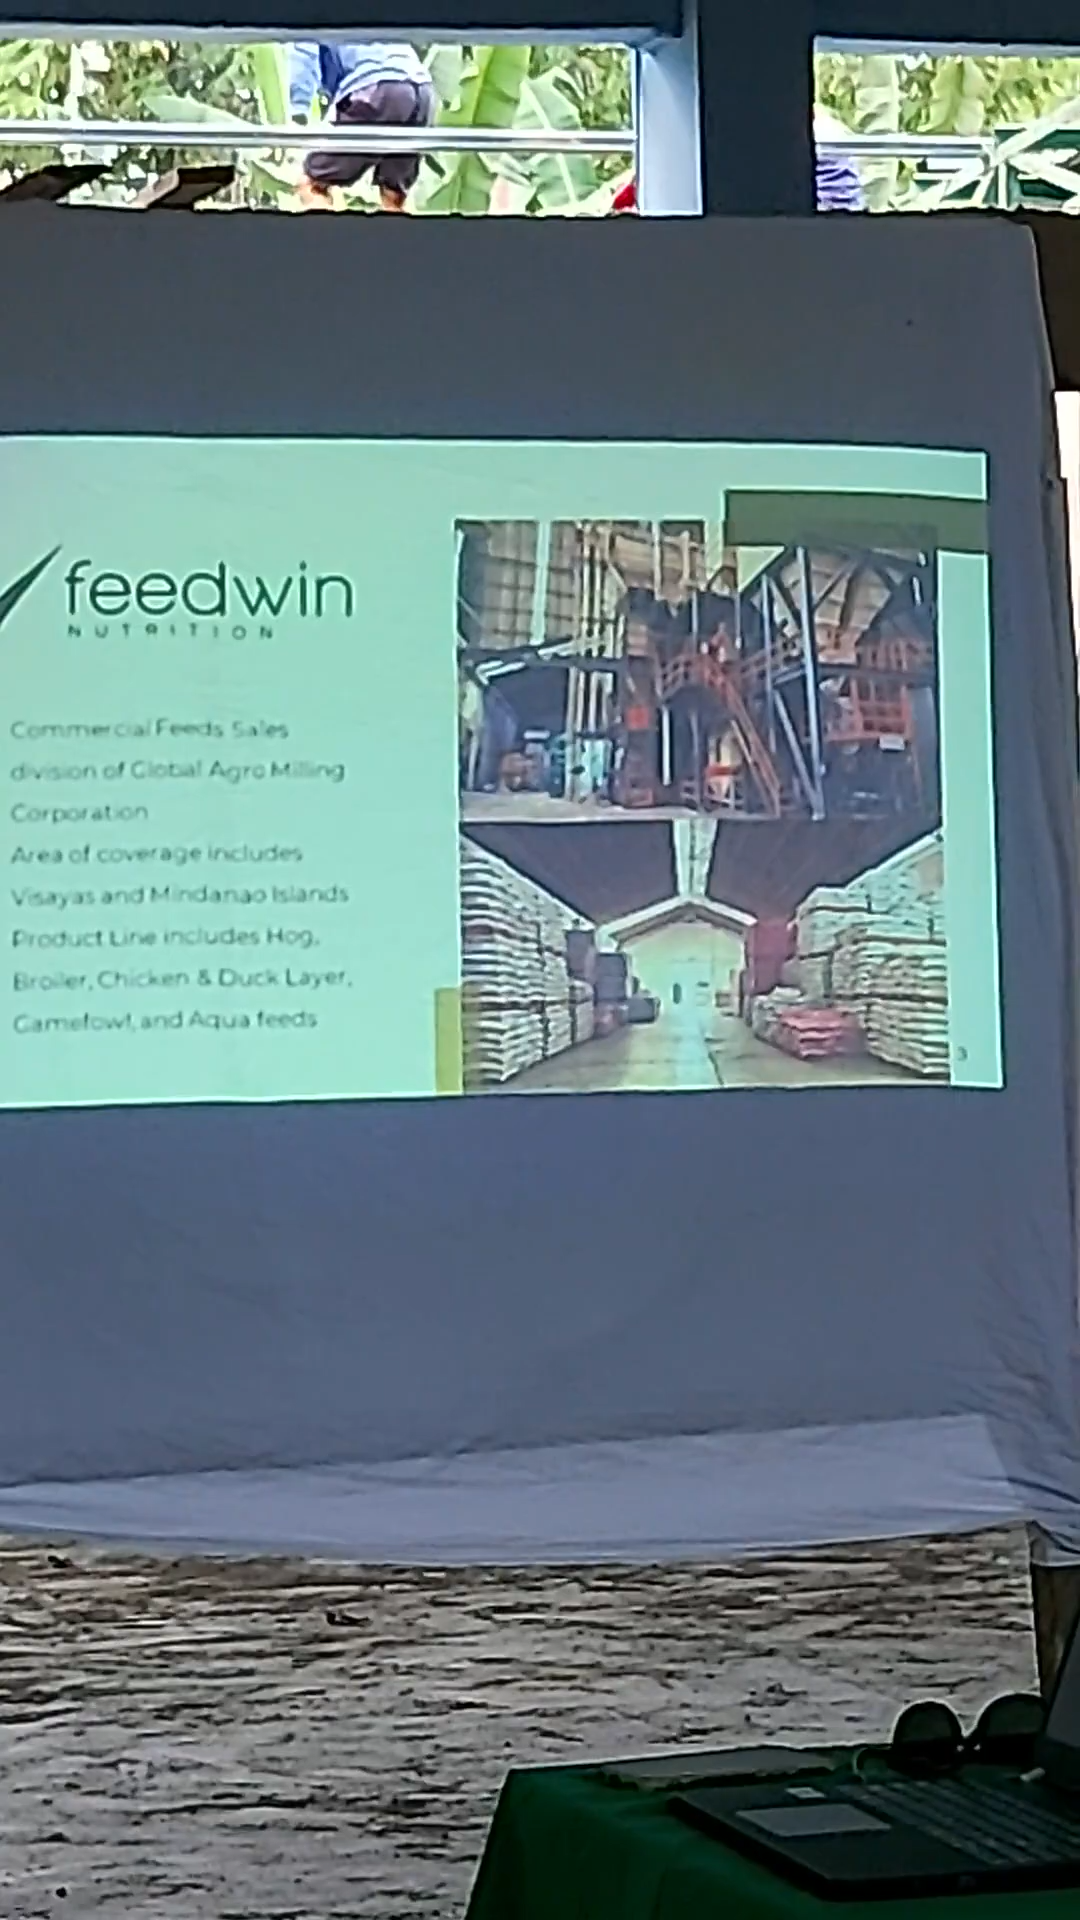 feedwin
NUTRITION
Commercial Feeds Sales
division of Global Agro Milling
Corporation
Area of coverage includes
Visayas and Mindanao Islands
Product Line includes Hog,
Broiler, Chicken & Duck Layer,
Gamefowl, and Aqua feeds
3